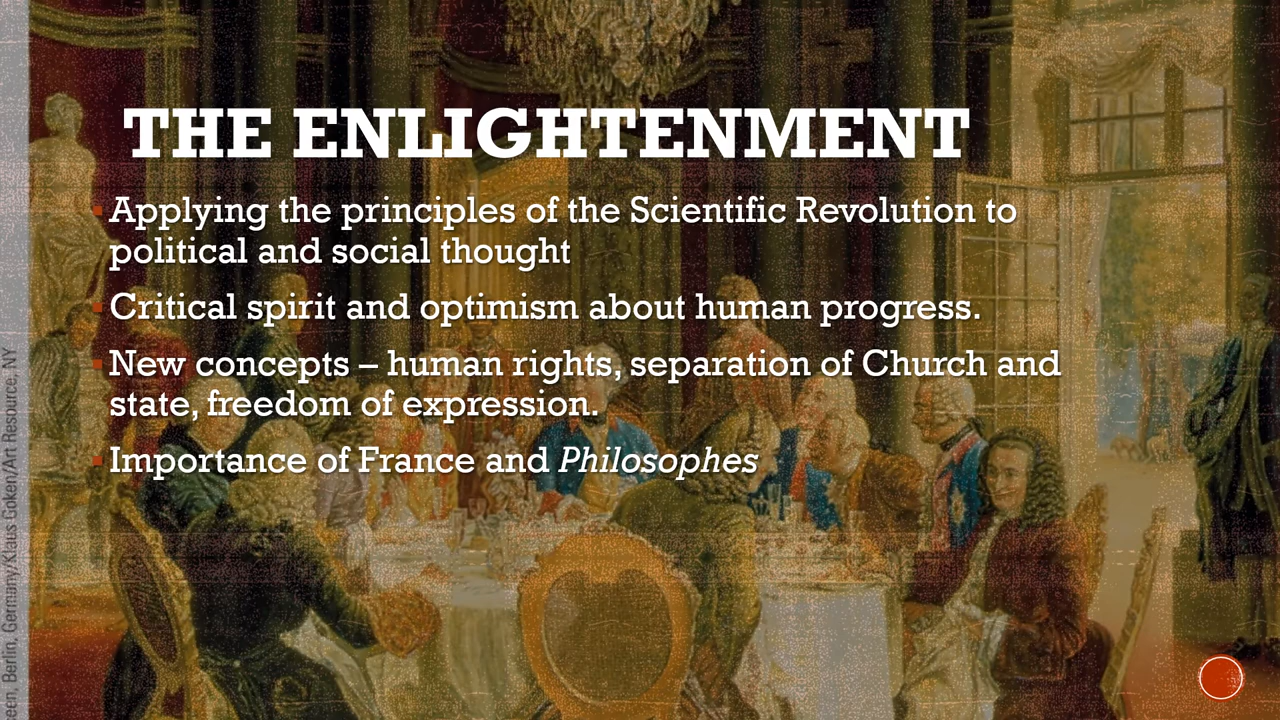 THE ENLIGHTENMENT
Applying the principles of the Scientific Revolution to
political and social thought
Critical spirit and optimism about human progress.
New concepts – human rights, separation of Church and
state, freedom of expression.
Importance of France and Philosophes
Berlin, Germany/Klaus Goken/Art Resource, NY